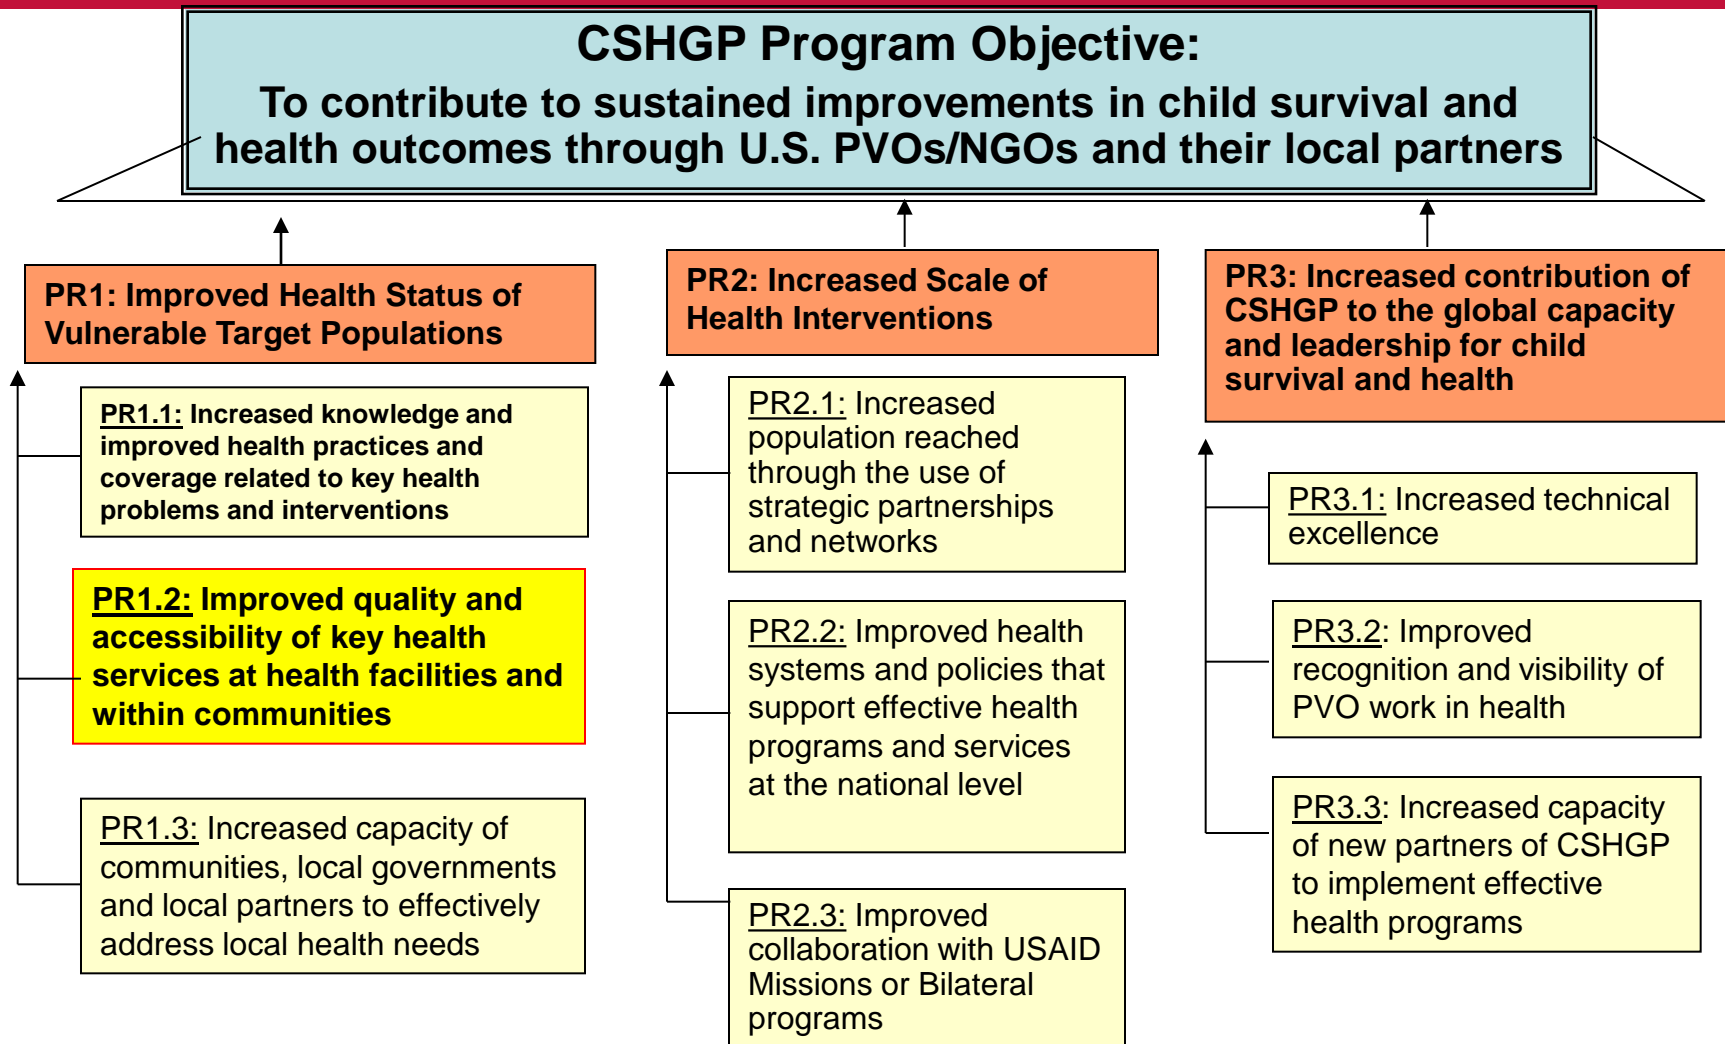 CSHGP Program Objective:
To contribute to sustained improvements in child survival and
health outcomes through U.S. PVOs/NGOs and their local partners
PR1: Improved Health Status of
Vulnerable Target Populations
PR1.1: Increased knowledge and
improved health practices and
coverage related to key health
problems and interventions
PR1.2: Improved quality and
accessibility of key health
services at health facilities and
within communities
PR1.3: Increased capacity of
communities, local governments
and local partners to effectively
address local health needs
PR2: Increased Scale of
Health Interventions
PR2.1: Increased
population reached
through the use of
strategic partnerships
and networks
PR2.2: Improved health
systems and policies that
support effective health
programs and services
at the national level
PR2.3: Improved
collaboration with USAID
Missions or Bilateral
programs
PR3: Increased contribution of
CSHGP to the global capacity
and leadership for child
survival and health
PR3.1: Increased technical
excellence
PR3.2: Improved
recognition and visibility of
PVO work in health
PR3.3: Increased capacity
of new partners of CSHGP
to implement effective
health programs